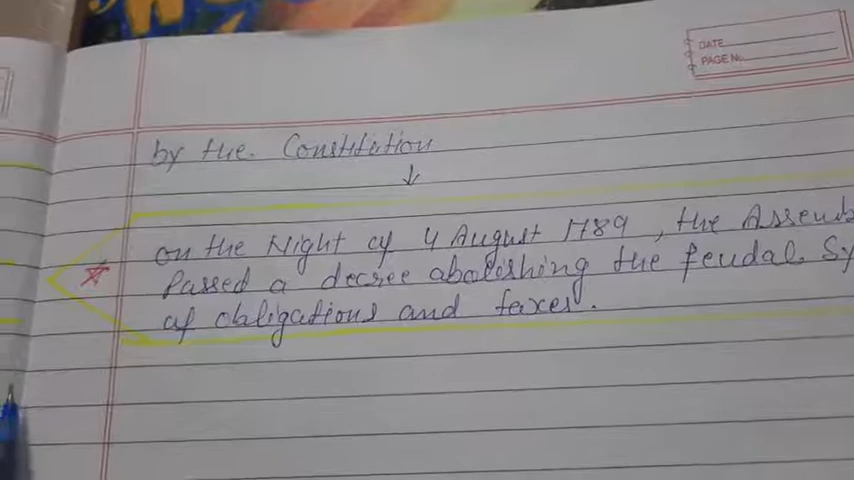 DATE
PAGE No.
by the. Constitution
↓
on the Night of 4 August 1789, the Assemb
Passed a decree abolishing the feudal. Sy
of obligations and taxes.